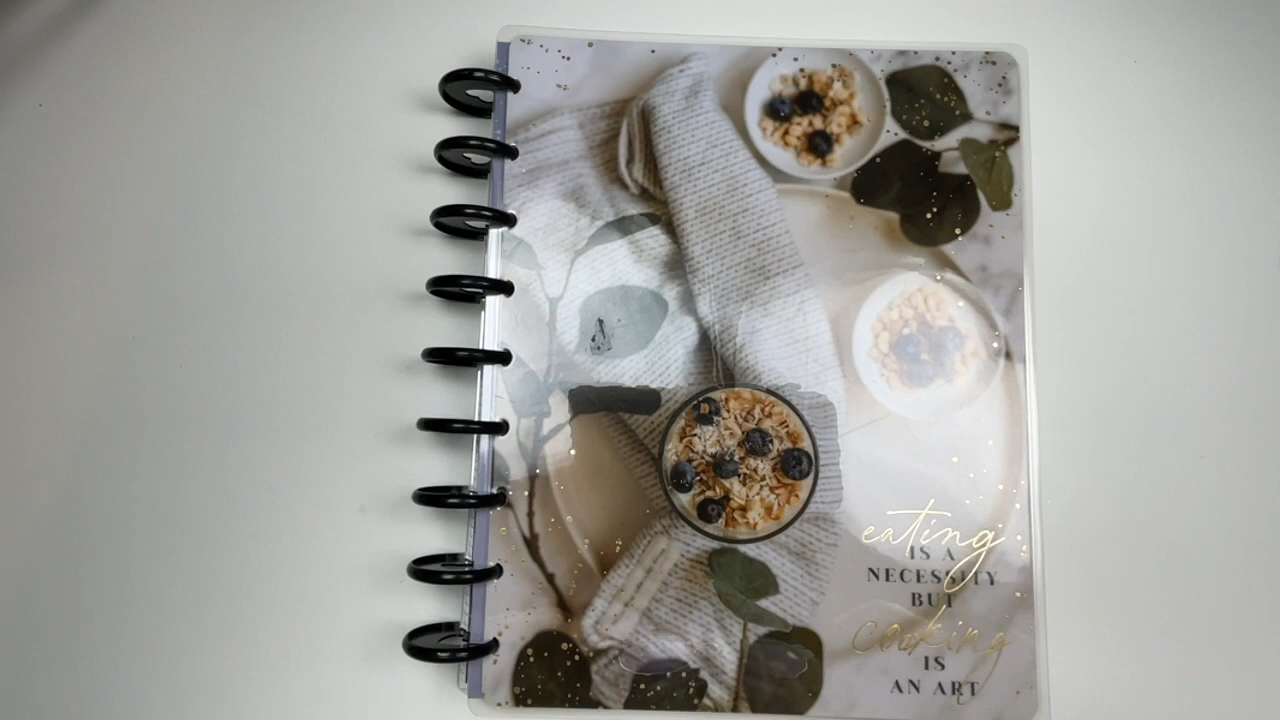 eating
IS A
NECESSITY
BUT
cooking
IS
AN ART